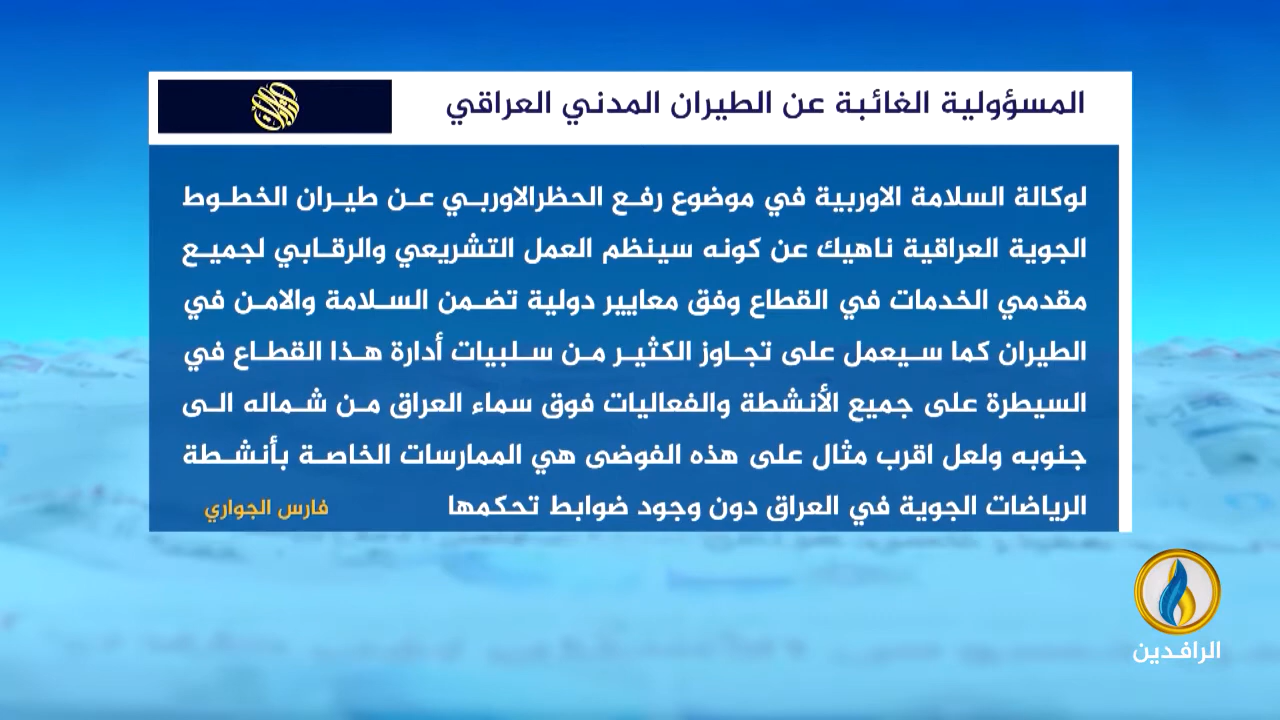 المسؤولية الغائبة عن الطيران المدني العراقي
لوكالة السلامة الاوربية في موضوع رفع الحظرالاوربي عن طيران الخطوط
الجوية العراقية ناهيك عن كونه سينظم العمل التشريعي والرقابي لجميع
مقدمي الخدمات في القطاع وفق معايير دولية تضمن السلامة والامن في
الطيران كما سيعمل على تجاوز الكثير من سلبيات أدارة هذا القطاع في
السيطرة على جميع الأنشطة والفعاليات فوق سماء العراق من شماله الى
جنوبه ولعل اقرب مثال على هذه الفوضى هي الممارسات الخاصة بأنشطة
الرياضات الجوية في العراق دون وجود ضوابط تحكمها
فارس الجواري
الرافدين